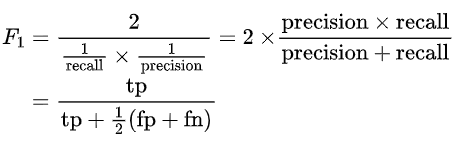 F₁ = 2 / (1/recall × 1/precision) = 2 × (precision × recall) / (precision + recall)
= tp / (tp + 1/2 (fp + fn))